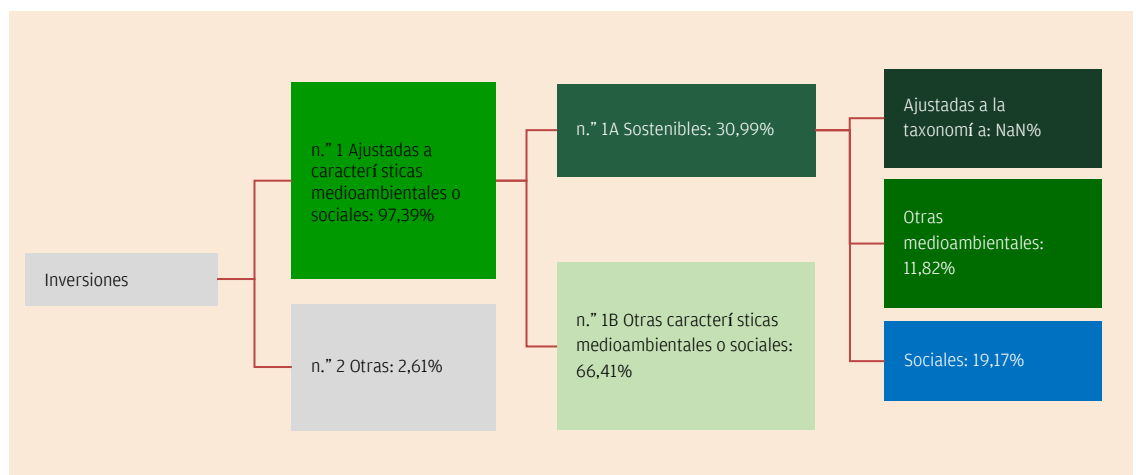 Inversiones
n.” 1 Ajustadas a
caracterí sticas
medioambientales o
sociales: 97,39%
n.” 2 Otras: 2,61%
n.” 1A Sostenibles: 30,99%
n.” 1B Otras caracterí sticas
medioambientales o sociales:
66,41%
Ajustadas a la
taxonomí a: NaN%
Otras
medioambientales:
11,82%
Sociales: 19,17%